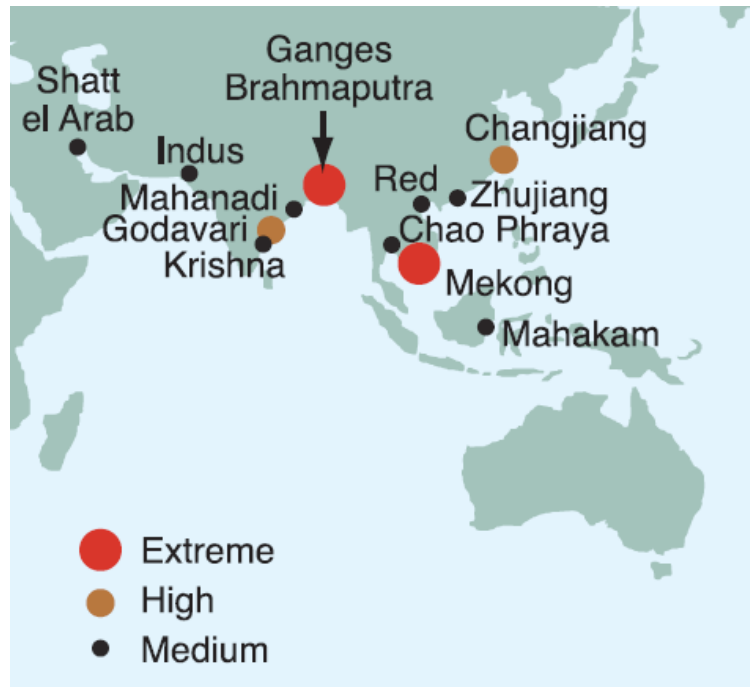 Ganges
Brahmaputra
Shatt
el Arab
Changjiang
Indus
Red
Mahanadi
Zhujiang
Godavari
Chao Phraya
Krishna
Mekong
Mahakam
Extreme
High
Medium